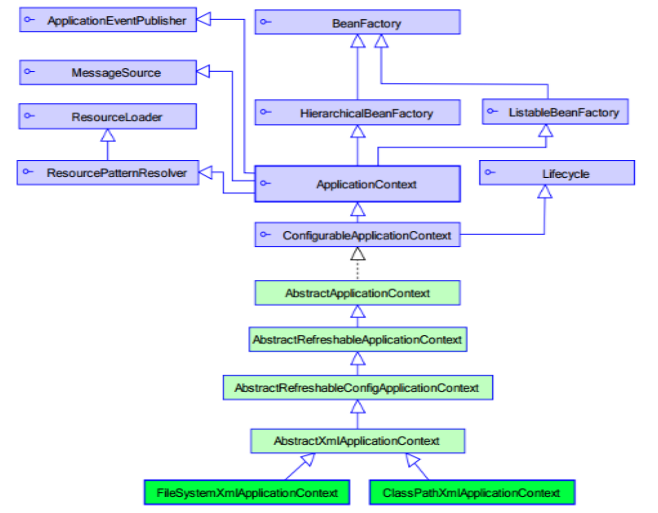 ApplicationEventPublisher
BeanFactory
MessageSource
ResourceLoader
HierarchicalBeanFactory
ListableBeanFactory
ResourcePatternResolver
ApplicationContext
Lifecycle
ConfigurableApplicationContext
AbstractApplicationContext
AbstractRefreshableApplicationContext
AbstractRefreshableConfigApplicationContext
AbstractXmlApplicationContext
FileSystemXmlApplicationContext
ClassPathXmlApplicationContext